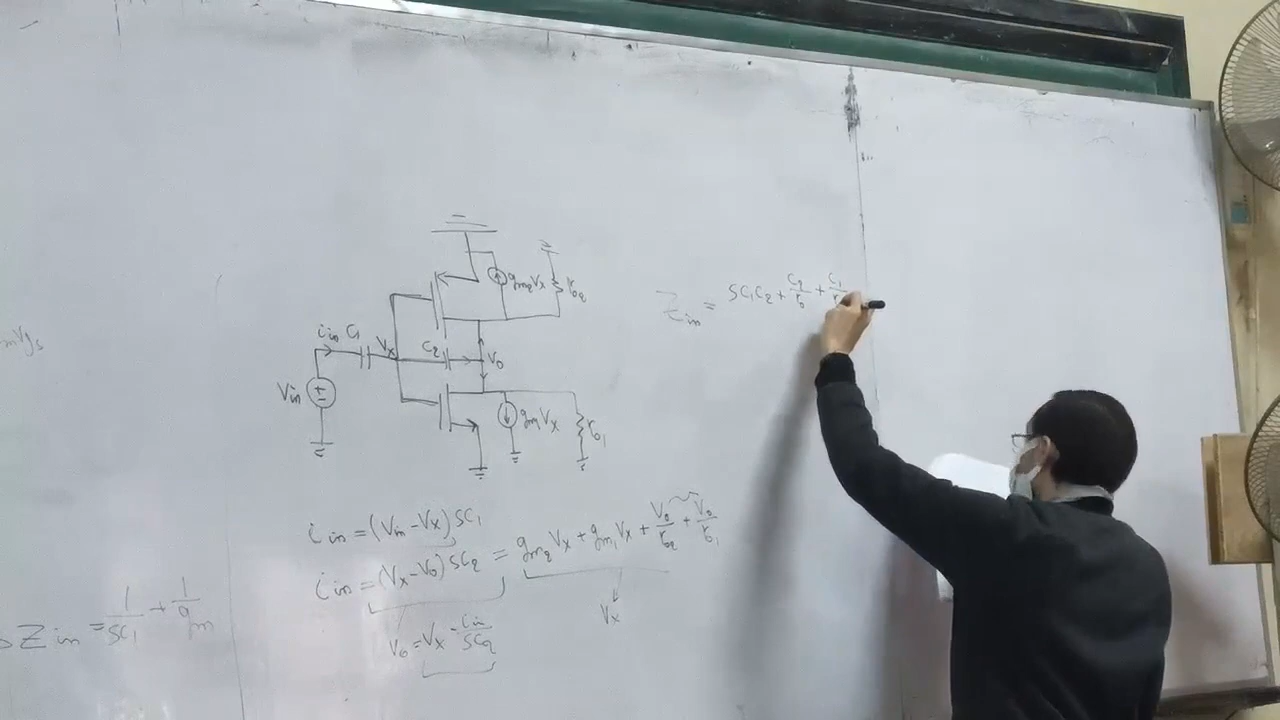 mVgs
gm2Vx
ro2
iin C1
Vx
C2
Vo
Vin
gm1Vx
ro1
Zin = SC1C2 + C2/ro + C1/
iin = (Vin - Vx) SC1
iin = (Vx - Vo) SC2 = gm2 Vx + gm1 Vx + Vo/ro2 + Vo/ro1
Vx
Vo = Vx - iin/SC2
Zin = 1/SC1 + 1/gm